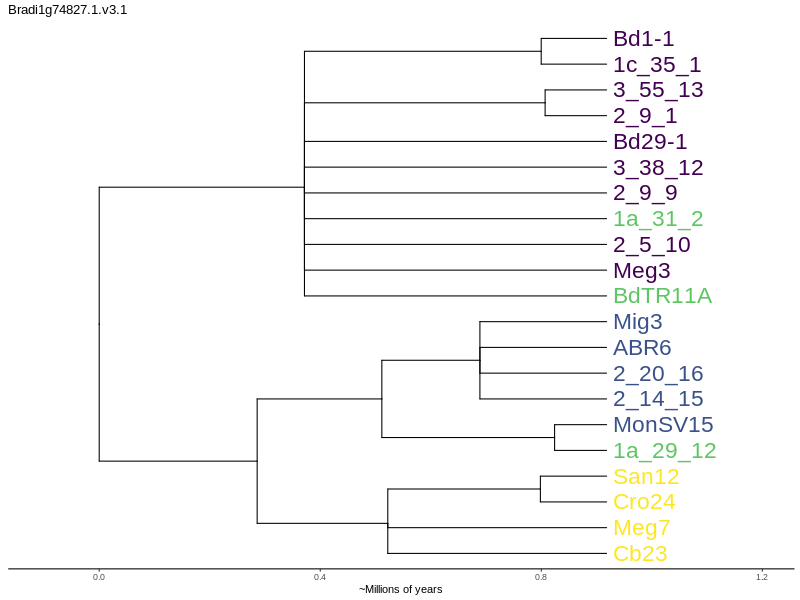 Bradi1g74827.1.v3.1
Bd1-1
1c_35_1
3_55_13
2_9_1
Bd29-1
3_38_12
2_9_9
1a_31_2
2_5_10
Meg3
BdTR11A
Mig3
ABR6
2_20_16
2_14_15
MonSV15
1a_29_12
San12
Cro24
Meg7
Cb23
0.0 0.4 0.8 1.2
~Millions of years